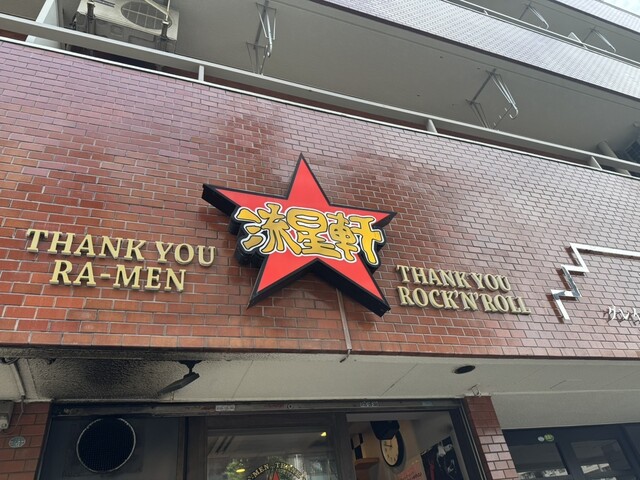 THANK YOU
RA-MEN
流星軒
THANK YOU
ROCK'N'ROLL